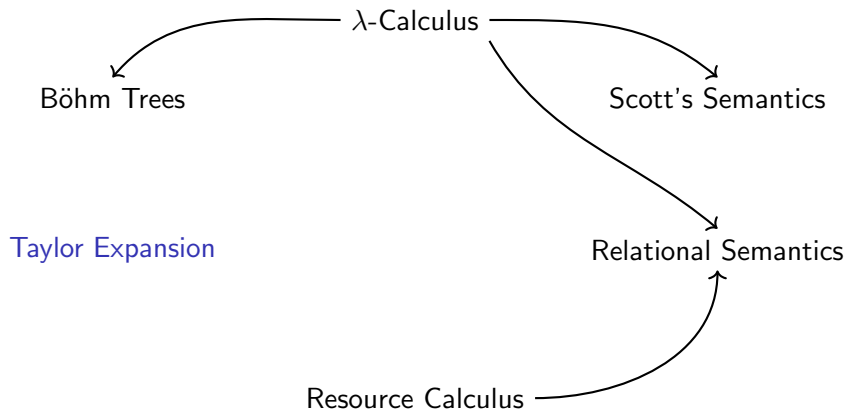 λ-Calculus
Böhm Trees
Scott's Semantics
Taylor Expansion
Relational Semantics
Resource Calculus